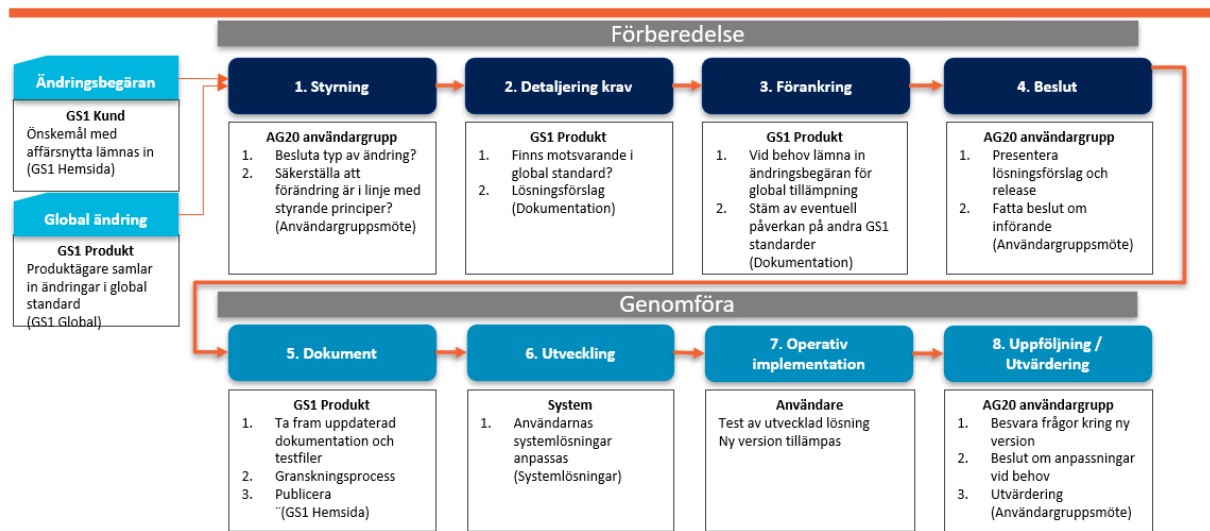 Förberedelse
Ändringsbegäran
GS1 Kund
Önskemål med
affärsnytta lämnas in
(GS1 Hemsida)
Global ändring
GS1 Produkt
Produktägare samlar
in ändringar i global
standard
(GS1 Global)
1. Styrning
AG20 användargrupp
1. Besluta typ av ändring?
2. Säkerställa att
förändring är i linje med
styrande principer?
(Användargruppsmöte)
2. Detaljering krav
GS1 Produkt
1. Finns motsvarande i
global standard?
2. Lösningsförslag
(Dokumentation)
3. Förankring
GS1 Produkt
1. Vid behov lämna in
ändringsbegäran för
global tillämpning
2. Stäm av eventuell
påverkan på andra GS1
standarder
(Dokumentation)
4. Beslut
AG20 användargrupp
1. Presentera
lösningsförslag och
release
2. Fatta beslut om
införande
(Användargruppsmöte)
Genomföra
5. Dokument
GS1 Produkt
1. Ta fram uppdaterad
dokumentation och
testfiler
2. Granskningsprocess
3. Publicera
¨(GS1 Hemsida)
6. Utveckling
System
1. Användarnas
systemlösningar
anpassas
(Systemlösningar)
7. Operativ
implementation
Användare
Test av utvecklad lösning
Ny version tillämpas
8. Uppföljning /
Utvärdering
AG20 användargrupp
1. Besvara frågor kring ny
version
2. Beslut om anpassningar
vid behov
3. Utvärdering
(Användargruppsmöte)